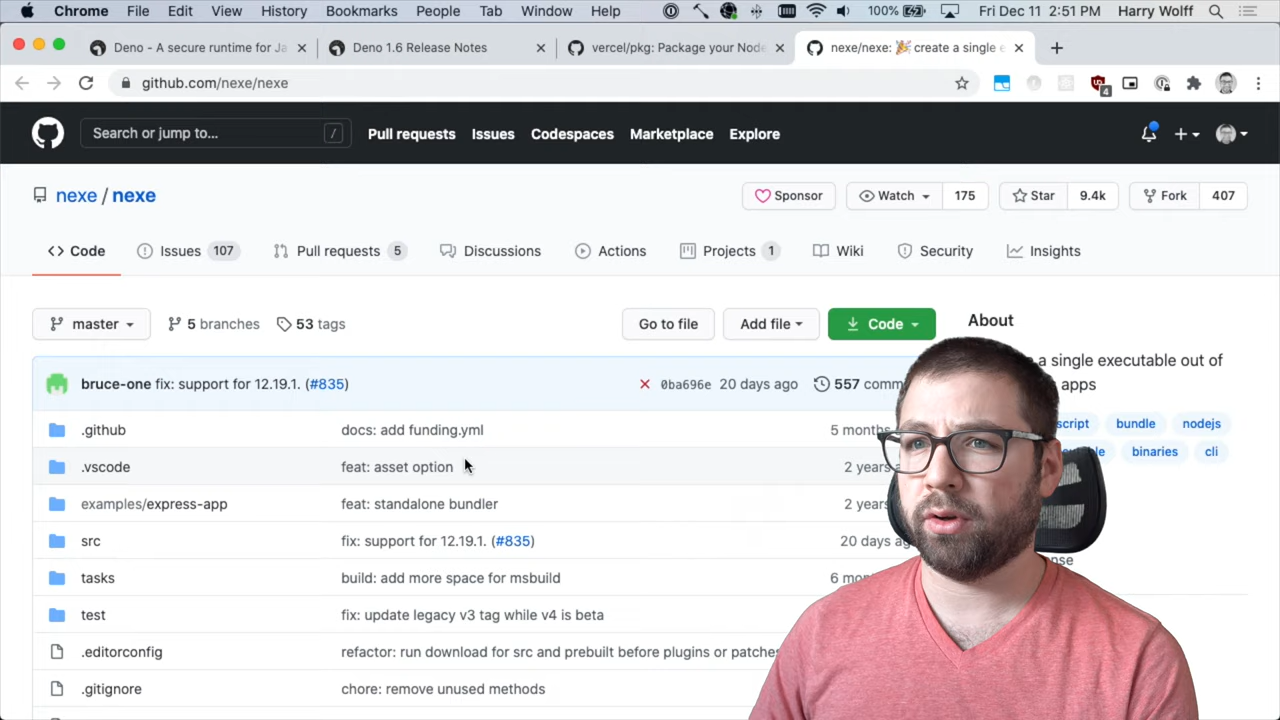 Chrome File Edit View History Bookmarks People Tab Window Help 100% Fri Dec 11 2:51 PM Harry Wolff
Deno - A secure runtime for Ja
Deno 1.6 Release Notes
vercel/pkg: Package your Node
nexe/nexe: 🎉 create a single e
github.com/nexe/nexe
4
Search or jump to... / Pull requests Issues Codespaces Marketplace Explore
nexe / nexe Sponsor Watch 175 Star 9.4k Fork 407
<> Code Issues 107 Pull requests 5 Discussions Actions Projects 1 Wiki Security Insights
master 5 branches 53 tags Go to file Add file Code About
bruce-one fix: support for 12.19.1. (#835) 0ba696e 20 days ago 557
a single executable out of
apps
bundle nodejs
binaries cli
.github docs: add funding.yml 5 months
.vscode feat: asset option 2 years
examples/express-app feat: standalone bundler 2 years
src fix: support for 12.19.1. (#835) 20 days
tasks build: add more space for msbuild 6
test fix: update legacy v3 tag while v4 is beta
.editorconfig refactor: run download for src and prebuilt before plugins or patches
.gitignore chore: remove unused methods